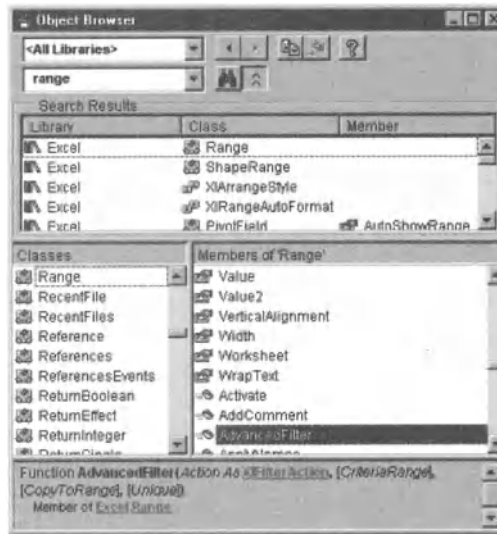 Object Browser
<All Libraries>
range
Search Results
Library Class Member
Excel Range
Excel ShapeRange
Excel XlArrangeStyle
Excel XlRangeAutoFormat
Excel PivotField AutoShowRange
Classes Members of 'Range'
Range Value
RecentFile Value2
RecentFiles VerticalAlignment
Reference Width
References Worksheet
ReferencesEvents WrapText
ReturnBoolean Activate
ReturnEffect AddComment
ReturnInteger AdvancedFilter
Function AdvancedFilter(Action As XlFilterAction, [CriteriaRange],
[CopyToRange], [Unique])
Member of Excel.Range